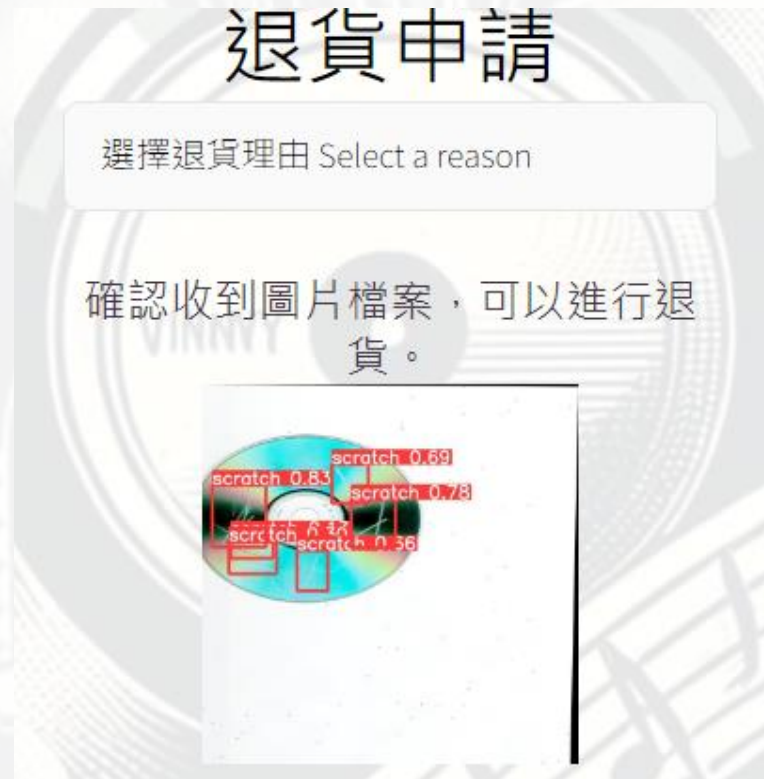 退貨申請
選擇退貨理由 Select a reason
確認收到圖片檔案，可以進行退
貨。
scratch 0.69
scratch 0.83
scratch 0.78
scratch
scratch 0.36